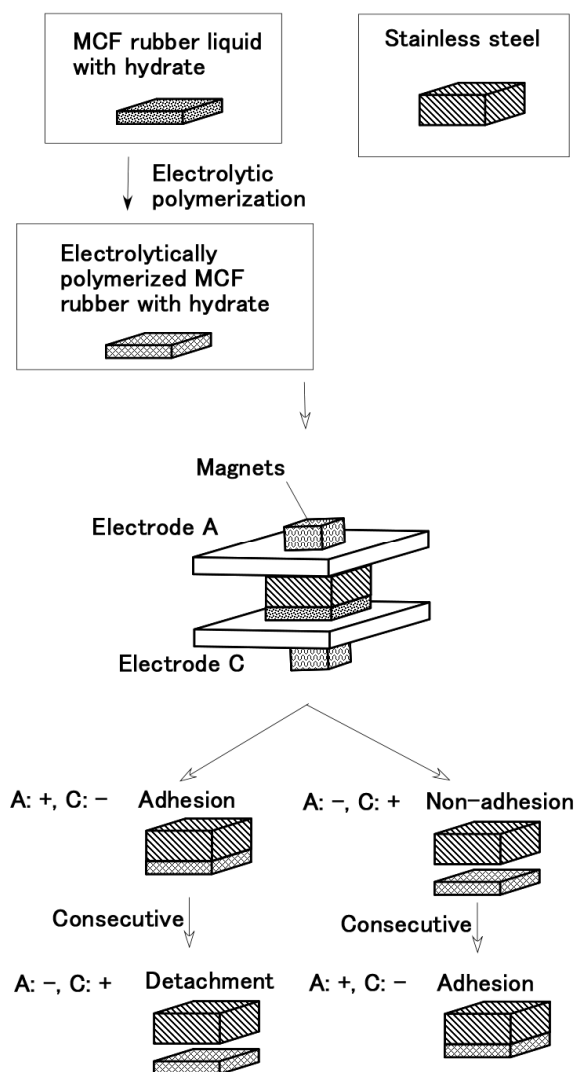 MCF rubber liquid
with hydrate
Stainless steel
Electrolytic
polymerization
Electrolytically
polymerized MCF
rubber with hydrate
Magnets
Electrode A
Electrode C
A: +, C: − Adhesion
A: −, C: + Non-adhesion
Consecutive
Consecutive
A: −, C: + Detachment
A: +, C: − Adhesion